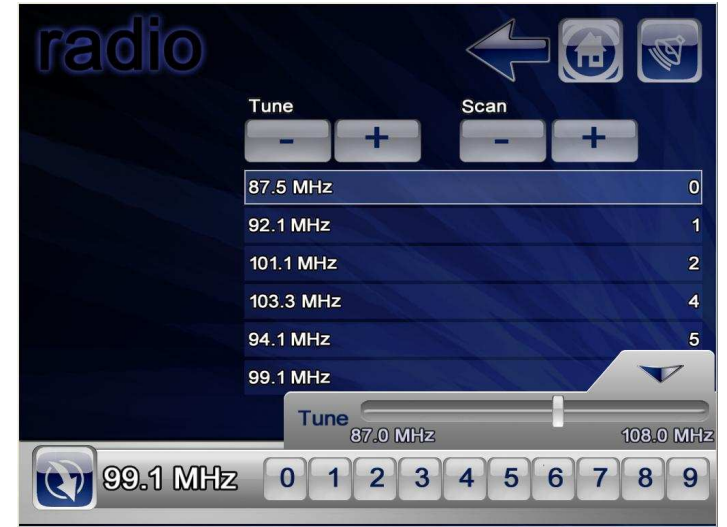 radio
Tune Scan
- + - +
87.5 MHz 0
92.1 MHz 1
101.1 MHz 2
103.3 MHz 4
94.1 MHz 5
99.1 MHz
Tune
87.0 MHz 108.0 MHz
99.1 MHz 0 1 2 3 4 5 6 7 8 9